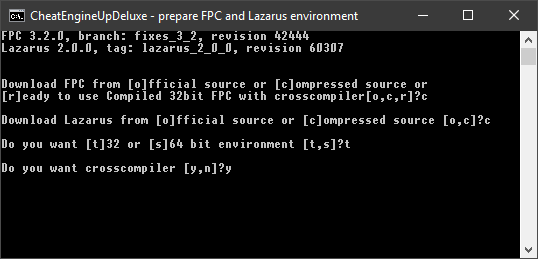 CheatEngineUpDeluxe - prepare FPC and Lazarus environment
FPC 3.2.0, branch: fixes_3_2, revision 42444
Lazarus 2.0.0, tag: lazarus_2_0_0, revision 60307
Download FPC from [o]fficial source or [c]ompressed source or
[r]eady to use Compiled 32bit FPC with crosscompiler[o,c,r]?c
Download Lazarus from [o]fficial source or [c]ompressed source [o,c]?c
Do you want [t]32 or [s]64 bit environment [t,s]?t
Do you want crosscompiler [y,n]?y